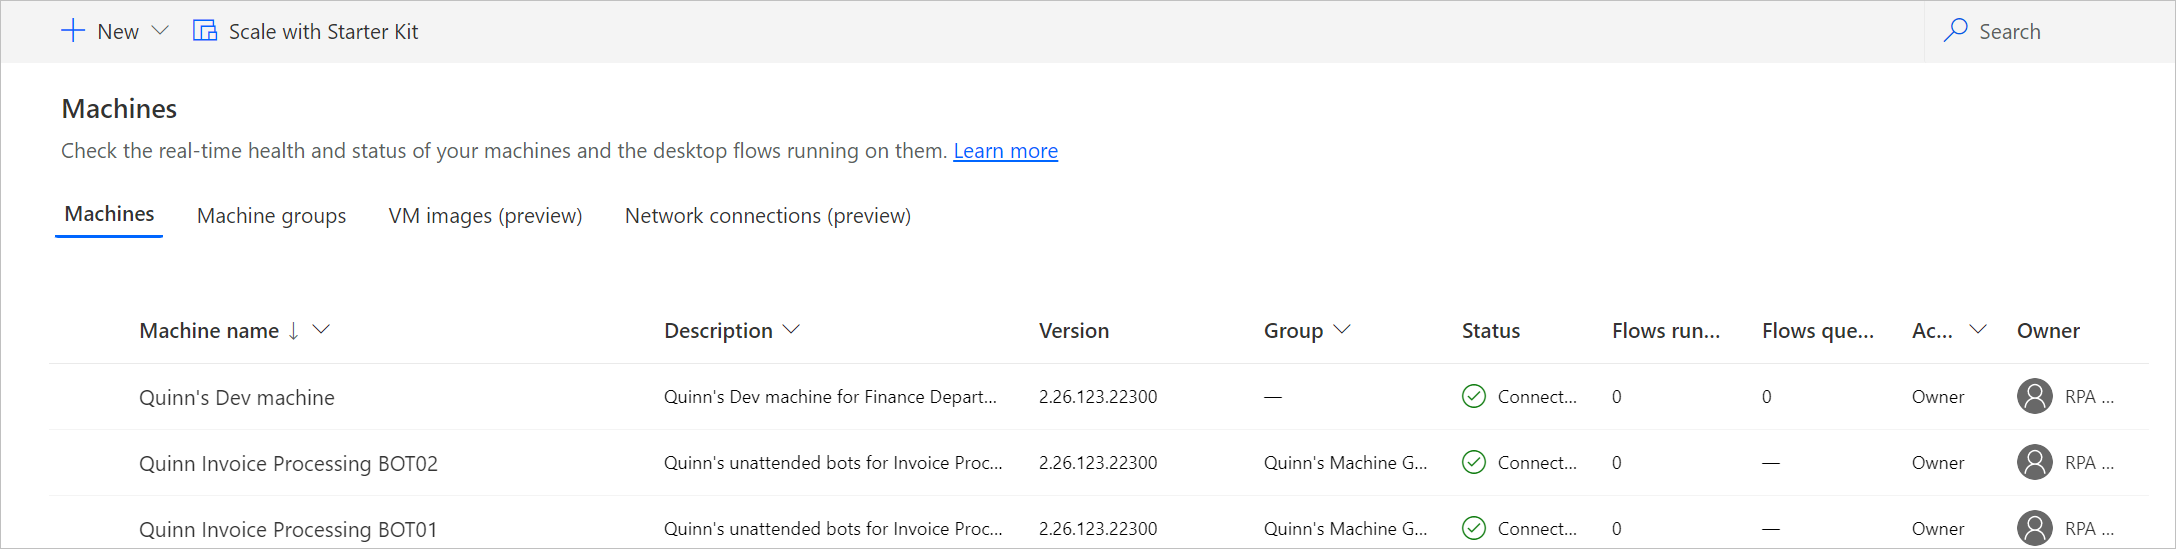 New Scale with Starter Kit Search
Machines
Check the real-time health and status of your machines and the desktop flows running on them. Learn more
Machines Machine groups VM images (preview) Network connections (preview)
Machine name Description Version Group Status Flows run... Flows que... Ac... Owner
Quinn's Dev machine Quinn's Dev machine for Finance Depart... 2.26.123.22300 — Connect... 0 0 Owner RPA ...
Quinn Invoice Processing BOT02 Quinn's unattended bots for Invoice Proc... 2.26.123.22300 Quinn's Machine G... Connect... 0 — Owner RPA ...
Quinn Invoice Processing BOT01 Quinn's unattended bots for Invoice Proc... 2.26.123.22300 Quinn's Machine G... Connect... 0 — Owner RPA ...